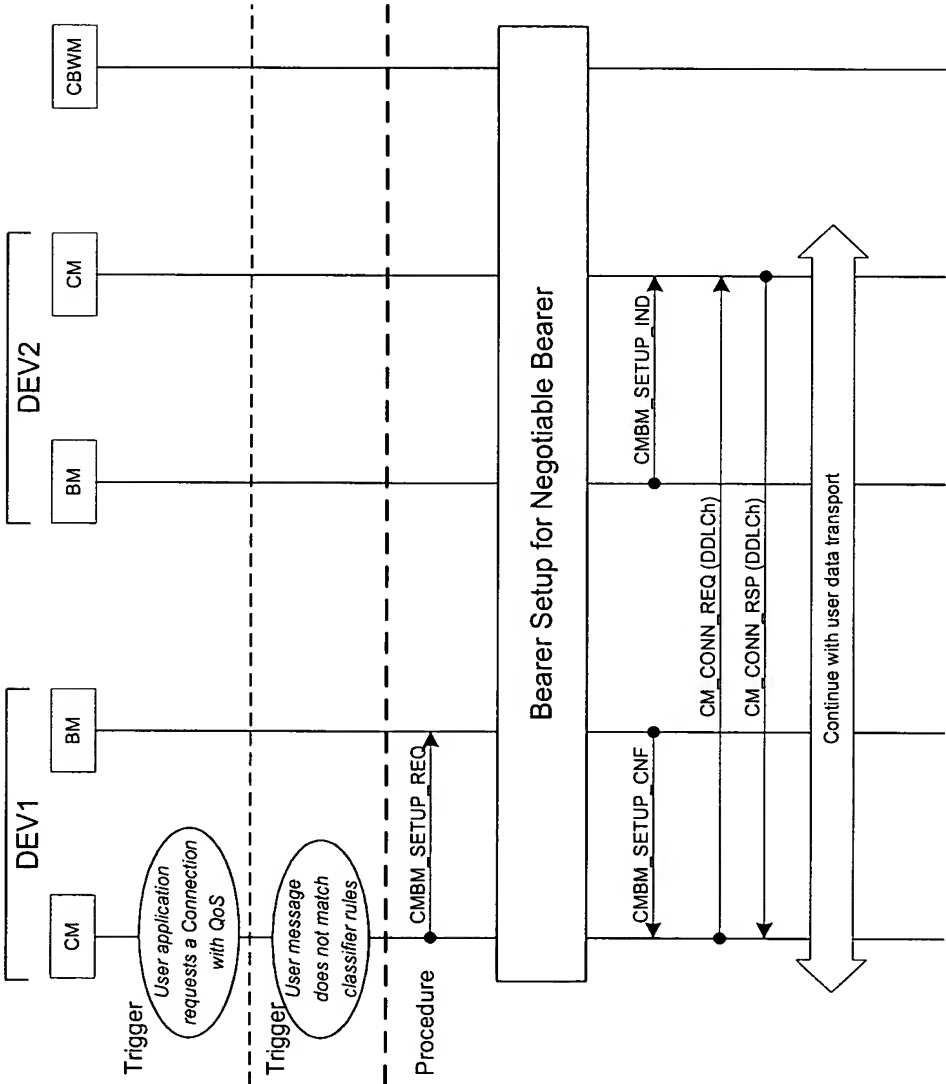 DEV1
DEV2
CM
BM
BM
CM
CBWM
Trigger
User application
requests a Connection
with QoS
Trigger
User message
does not match
classifier rules
Procedure
CMBM_SETUP_REQ
Bearer Setup for Negotiable Bearer
CMBM_SETUP_CNF
CMBM_SETUP_IND
CM_CONN_REQ (DDLCh)
CM_CONN_RSP (DDLCh)
Continue with user data transport